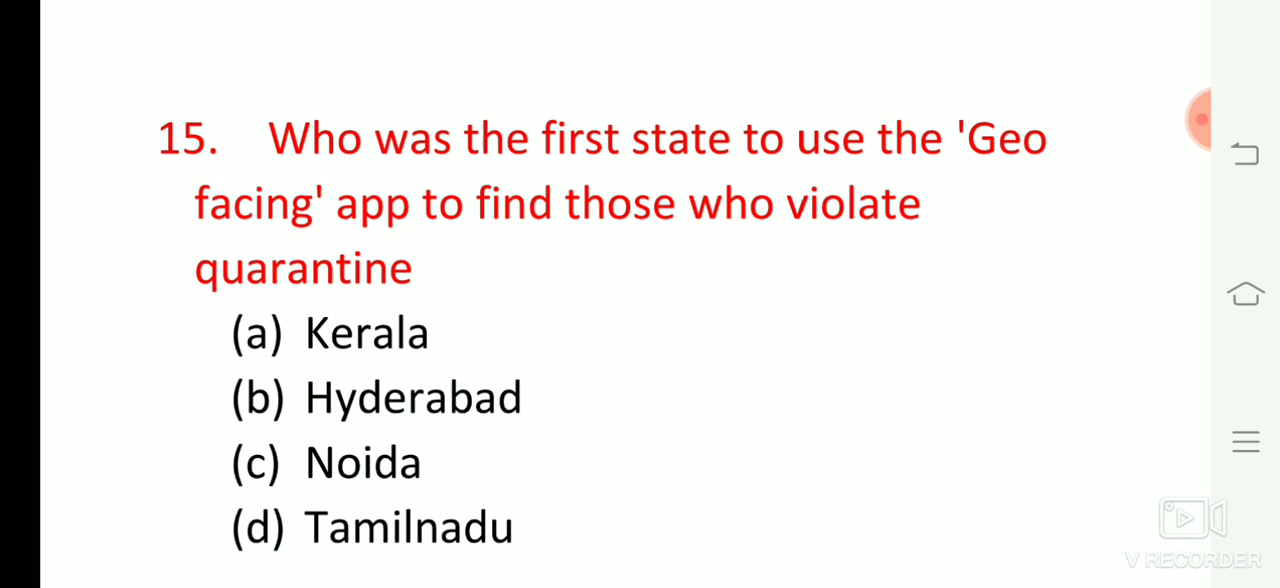 15. Who was the first state to use the 'Geo
facing' app to find those who violate
quarantine
(a) Kerala
(b) Hyderabad
(c) Noida
(d) Tamilnadu
V RECORDER